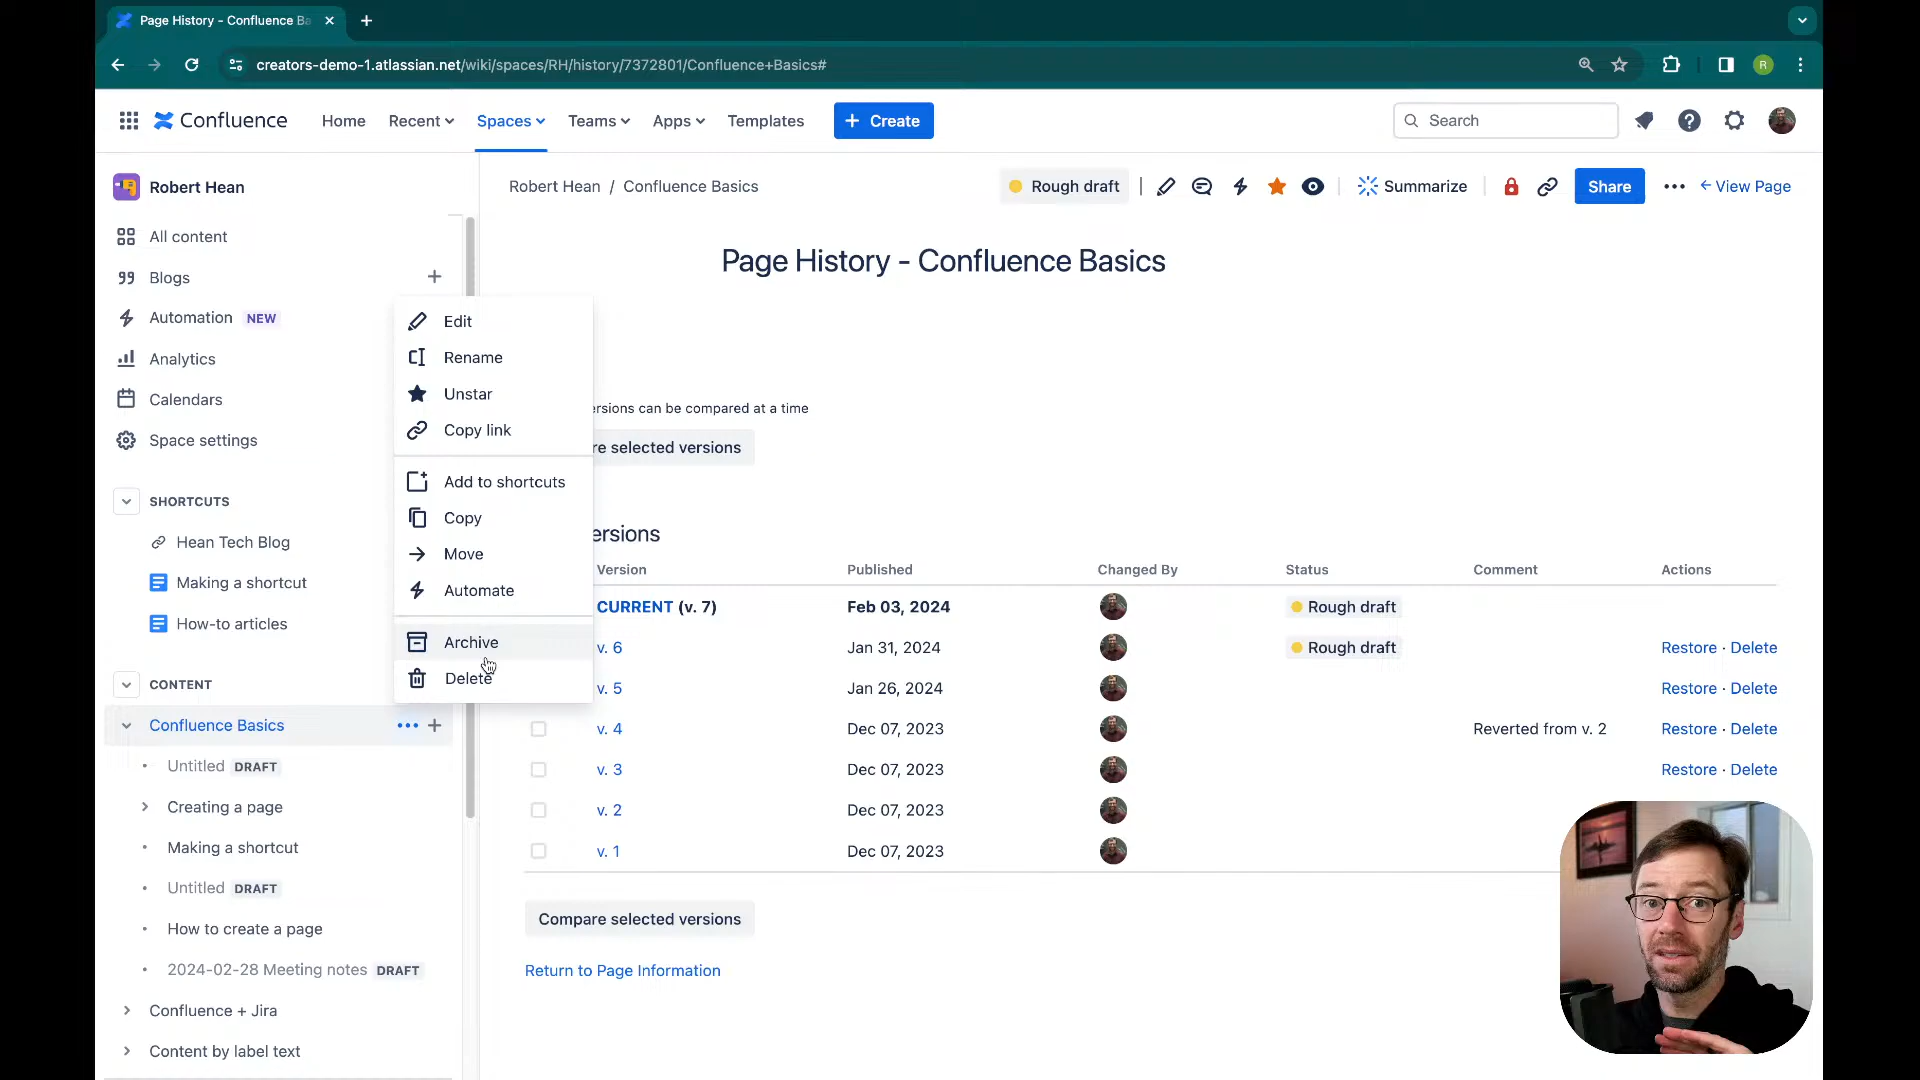 Page History - Confluence Ba
creators-demo-1.atlassian.net/wiki/spaces/RH/history/7372801/Confluence+Basics#
R
Confluence
Home
Recent
Spaces
Teams
Apps
Templates
+ Create
Search
Robert Hean
Robert Hean / Confluence Basics
Rough draft
Summarize
Share
View Page
All content
Blogs
Automation NEW
Analytics
Calendars
Space settings
SHORTCUTS
Hean Tech Blog
Making a shortcut
How-to articles
CONTENT
Confluence Basics
Untitled DRAFT
Creating a page
Making a shortcut
Untitled DRAFT
How to create a page
2024-02-28 Meeting notes DRAFT
Confluence + Jira
Content by label text
Edit
Rename
Unstar
Copy link
Add to shortcuts
Copy
Move
Automate
Archive
Delete
Page History - Confluence Basics
ersions can be compared at a time
re selected versions
ersions
Version Published Changed By Status Comment Actions
CURRENT (v. 7) Feb 03, 2024 Rough draft
v. 6 Jan 31, 2024 Rough draft Restore · Delete
v. 5 Jan 26, 2024 Restore · Delete
v. 4 Dec 07, 2023 Reverted from v. 2 Restore · Delete
v. 3 Dec 07, 2023 Restore · Delete
v. 2 Dec 07, 2023
v. 1 Dec 07, 2023
Compare selected versions
Return to Page Information